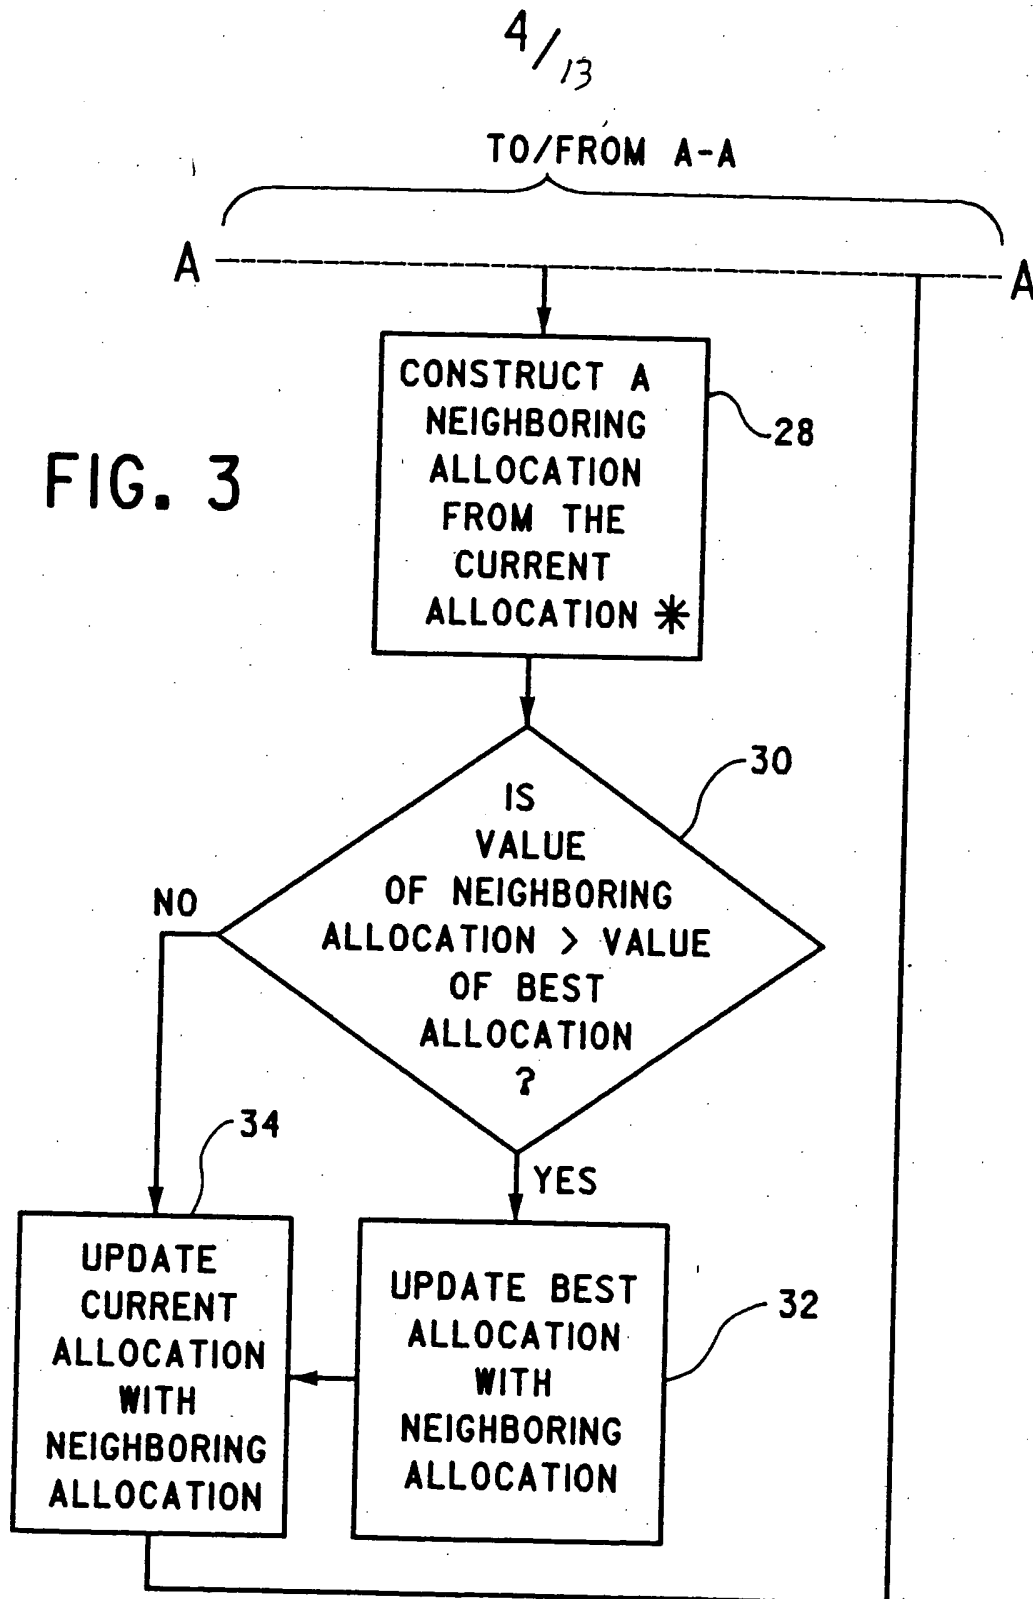 4/13
TO/FROM A-A
A
A
CONSTRUCT A
NEIGHBORING
ALLOCATION
FROM THE
CURRENT
ALLOCATION *
28
FIG. 3
30
IS
VALUE
OF NEIGHBORING
ALLOCATION > VALUE
OF BEST
ALLOCATION
?
NO
YES
34
UPDATE
CURRENT
ALLOCATION
WITH
NEIGHBORING
ALLOCATION
UPDATE BEST
ALLOCATION
WITH
NEIGHBORING
ALLOCATION
32